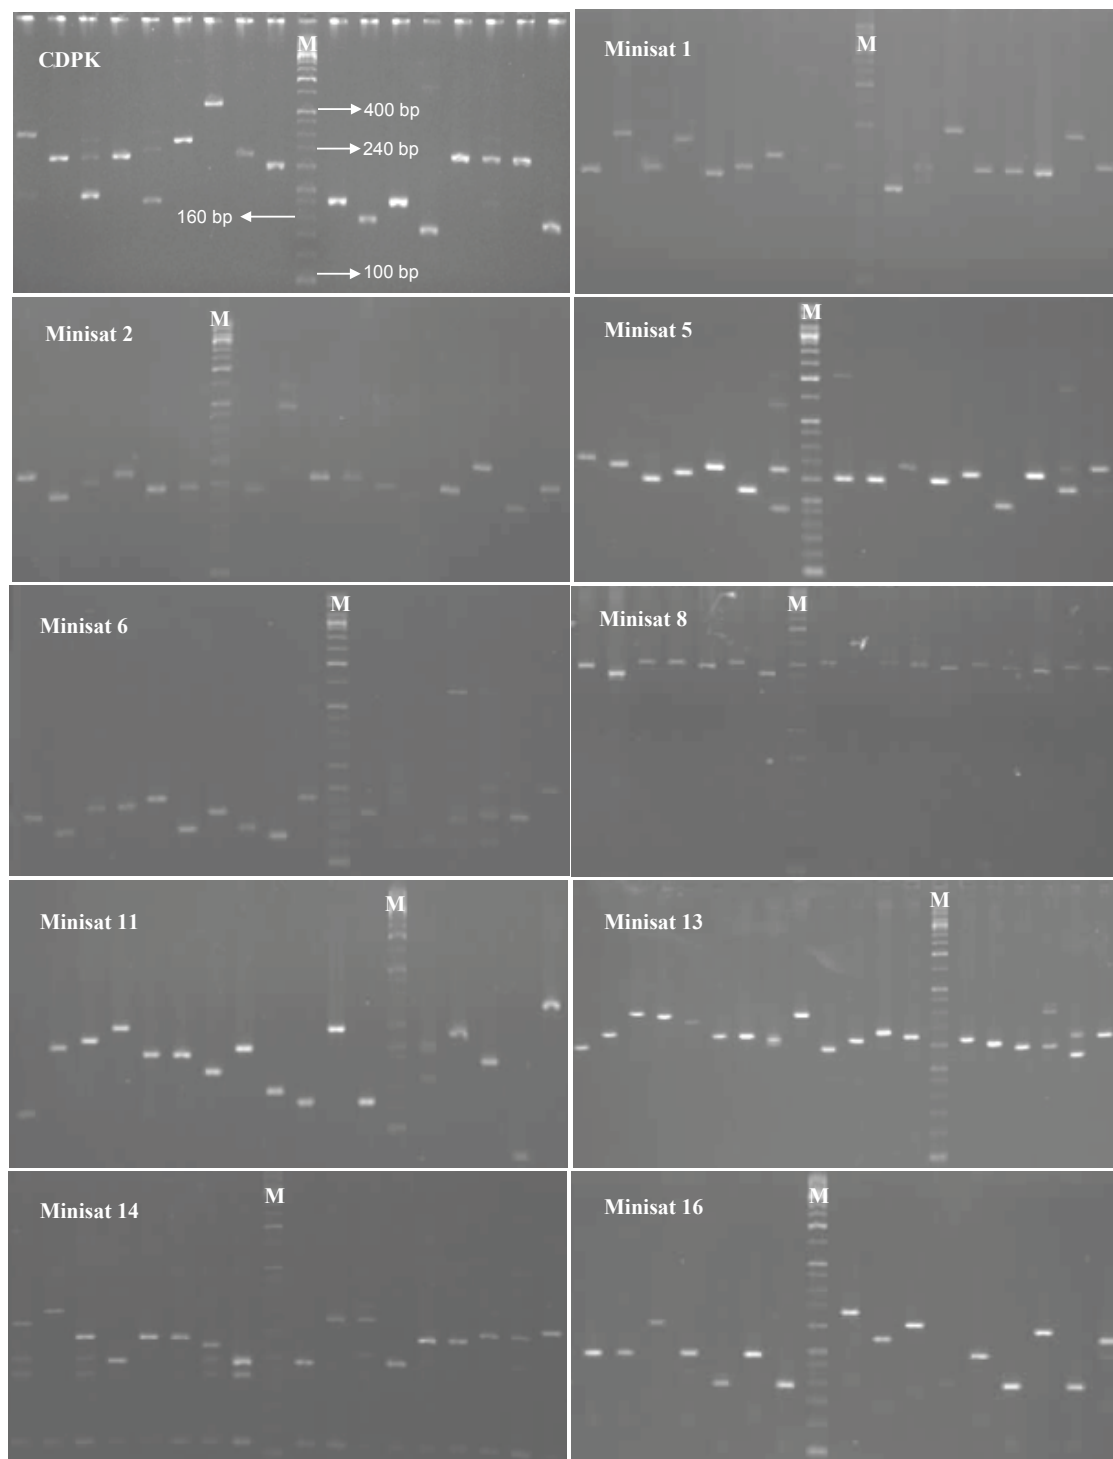 CDPK
M
400 bp
240 bp
160 bp
100 bp
Minisat 1
M
Minisat 2
M
Minisat 5
M
Minisat 6
M
Minisat 8
M
Minisat 11
M
Minisat 13
M
Minisat 14
M
Minisat 16
M